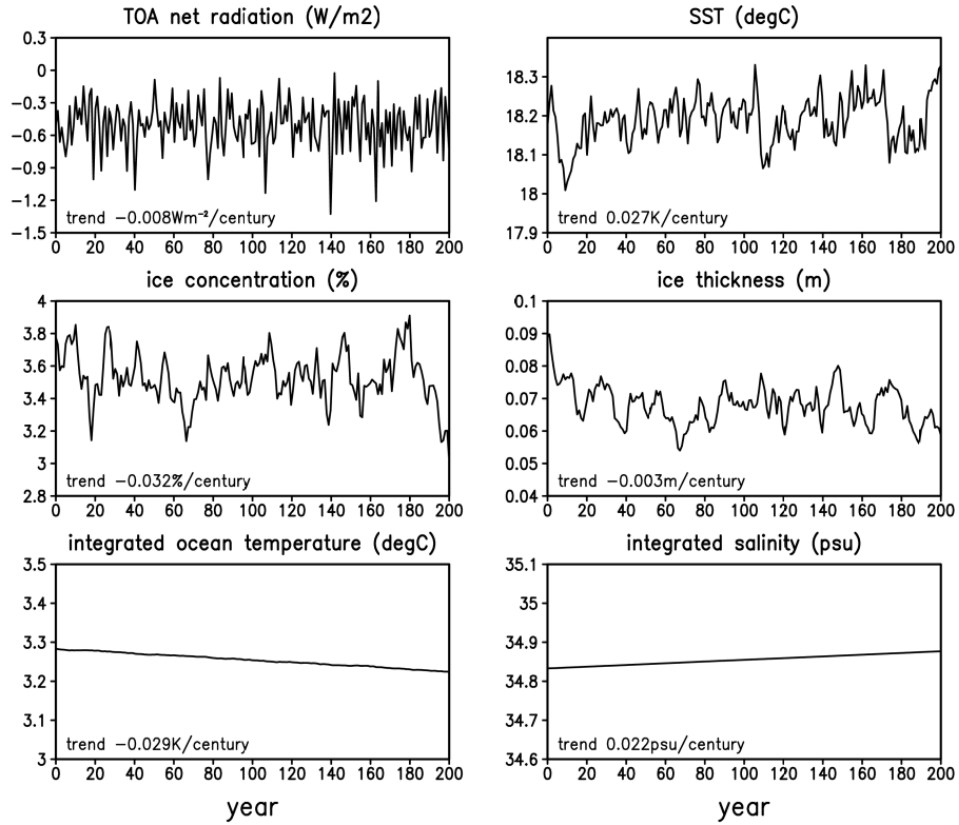 TOA net radiation (W/m2)
0.3
0
−0.3
−0.6
−0.9
−1.2
−1.5
trend −0.008Wm⁻²/century
0 20 40 60 80 100 120 140 160 180 200
SST (degC)
18.3
18.2
18.1
18
17.9
trend 0.027K/century
0 20 40 60 80 100 120 140 160 180 200
ice concentration (%)
4
3.8
3.6
3.4
3.2
3
2.8
trend −0.032%/century
0 20 40 60 80 100 120 140 160 180 200
ice thickness (m)
0.1
0.09
0.08
0.07
0.06
0.05
0.04
trend −0.003m/century
0 20 40 60 80 100 120 140 160 180 200
integrated ocean temperature (degC)
3.5
3.4
3.3
3.2
3.1
3
trend −0.029K/century
0 20 40 60 80 100 120 140 160 180 200
year
integrated salinity (psu)
35.1
35
34.9
34.8
34.7
34.6
trend 0.022psu/century
0 20 40 60 80 100 120 140 160 180 200
year